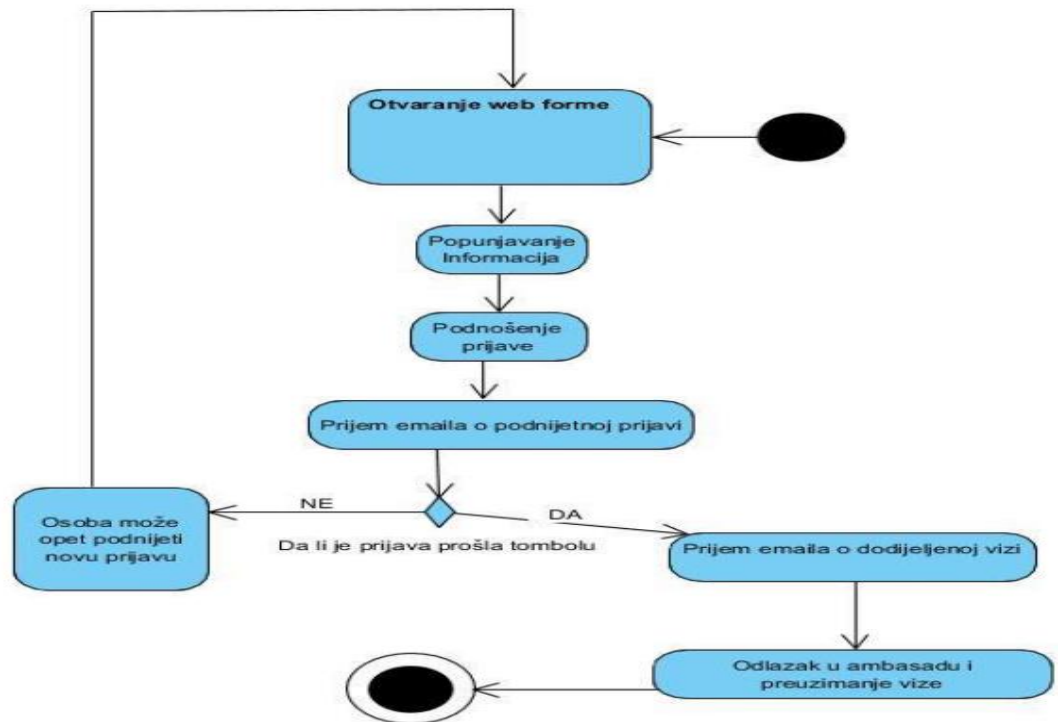 Otvaranje web forme
Popunjavanje
Informacija
Podnošenje
prijave
Prijem emaila o podnijetnoj prijavi
NE
DA
Da li je prijava prošla tombolu
Osoba može
opet podnijeti
novu prijavu
Prijem emaila o dodijeljenoj vizi
Odlazak u ambasadu i
preuzimanje vize